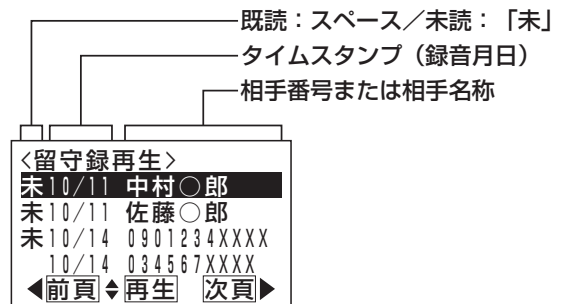 既読：スペース／未読：「未」
タイムスタンプ（録音月日）
相手番号または相手名称
<留守録再生>
未10/11 中村○郎
未10/11 佐藤○郎
未10/14 0901234XXXX
10/14 034567XXXX
◀前頁◆再生 次頁▶